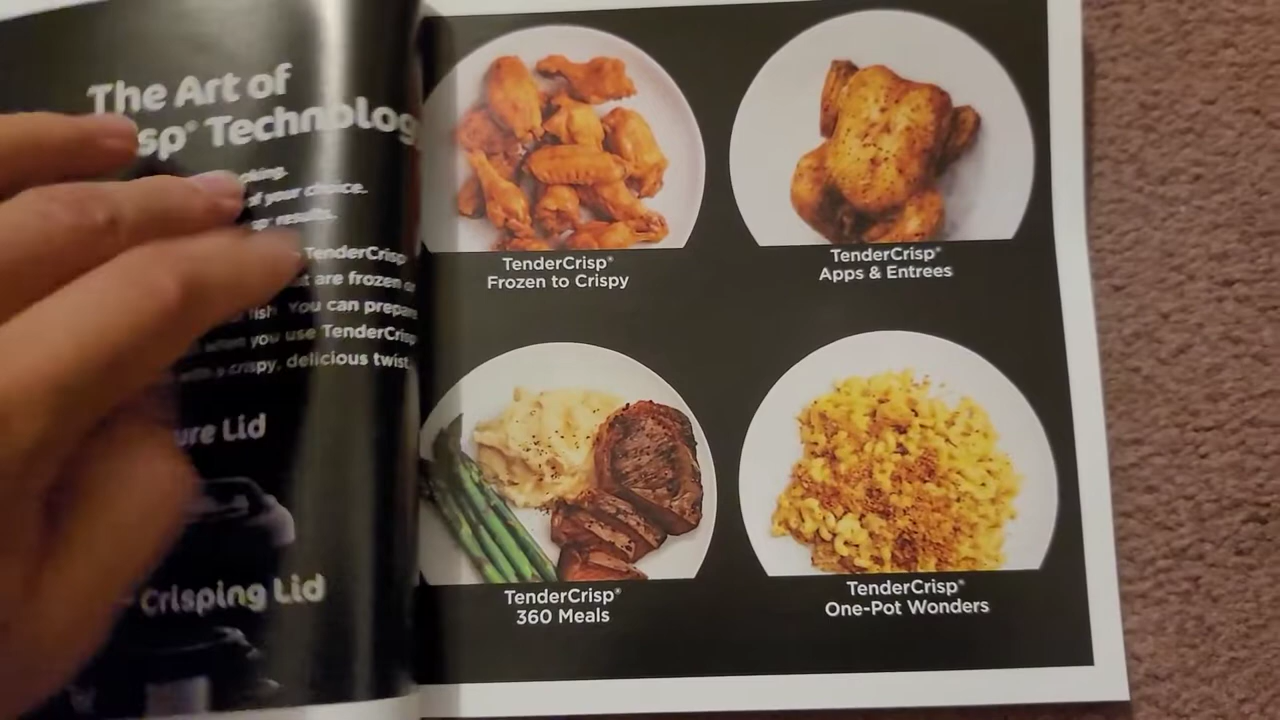 The Art of
Technolog
of your choice.
results.
TenderCrisp
are frozen or
You can prepare
when you use TenderCrisp
with a crispy, delicious twist.
Lid
Crisping Lid
TenderCrisp®
Frozen to Crispy
TenderCrisp®
Apps & Entrees
TenderCrisp®
360 Meals
TenderCrisp®
One-Pot Wonders